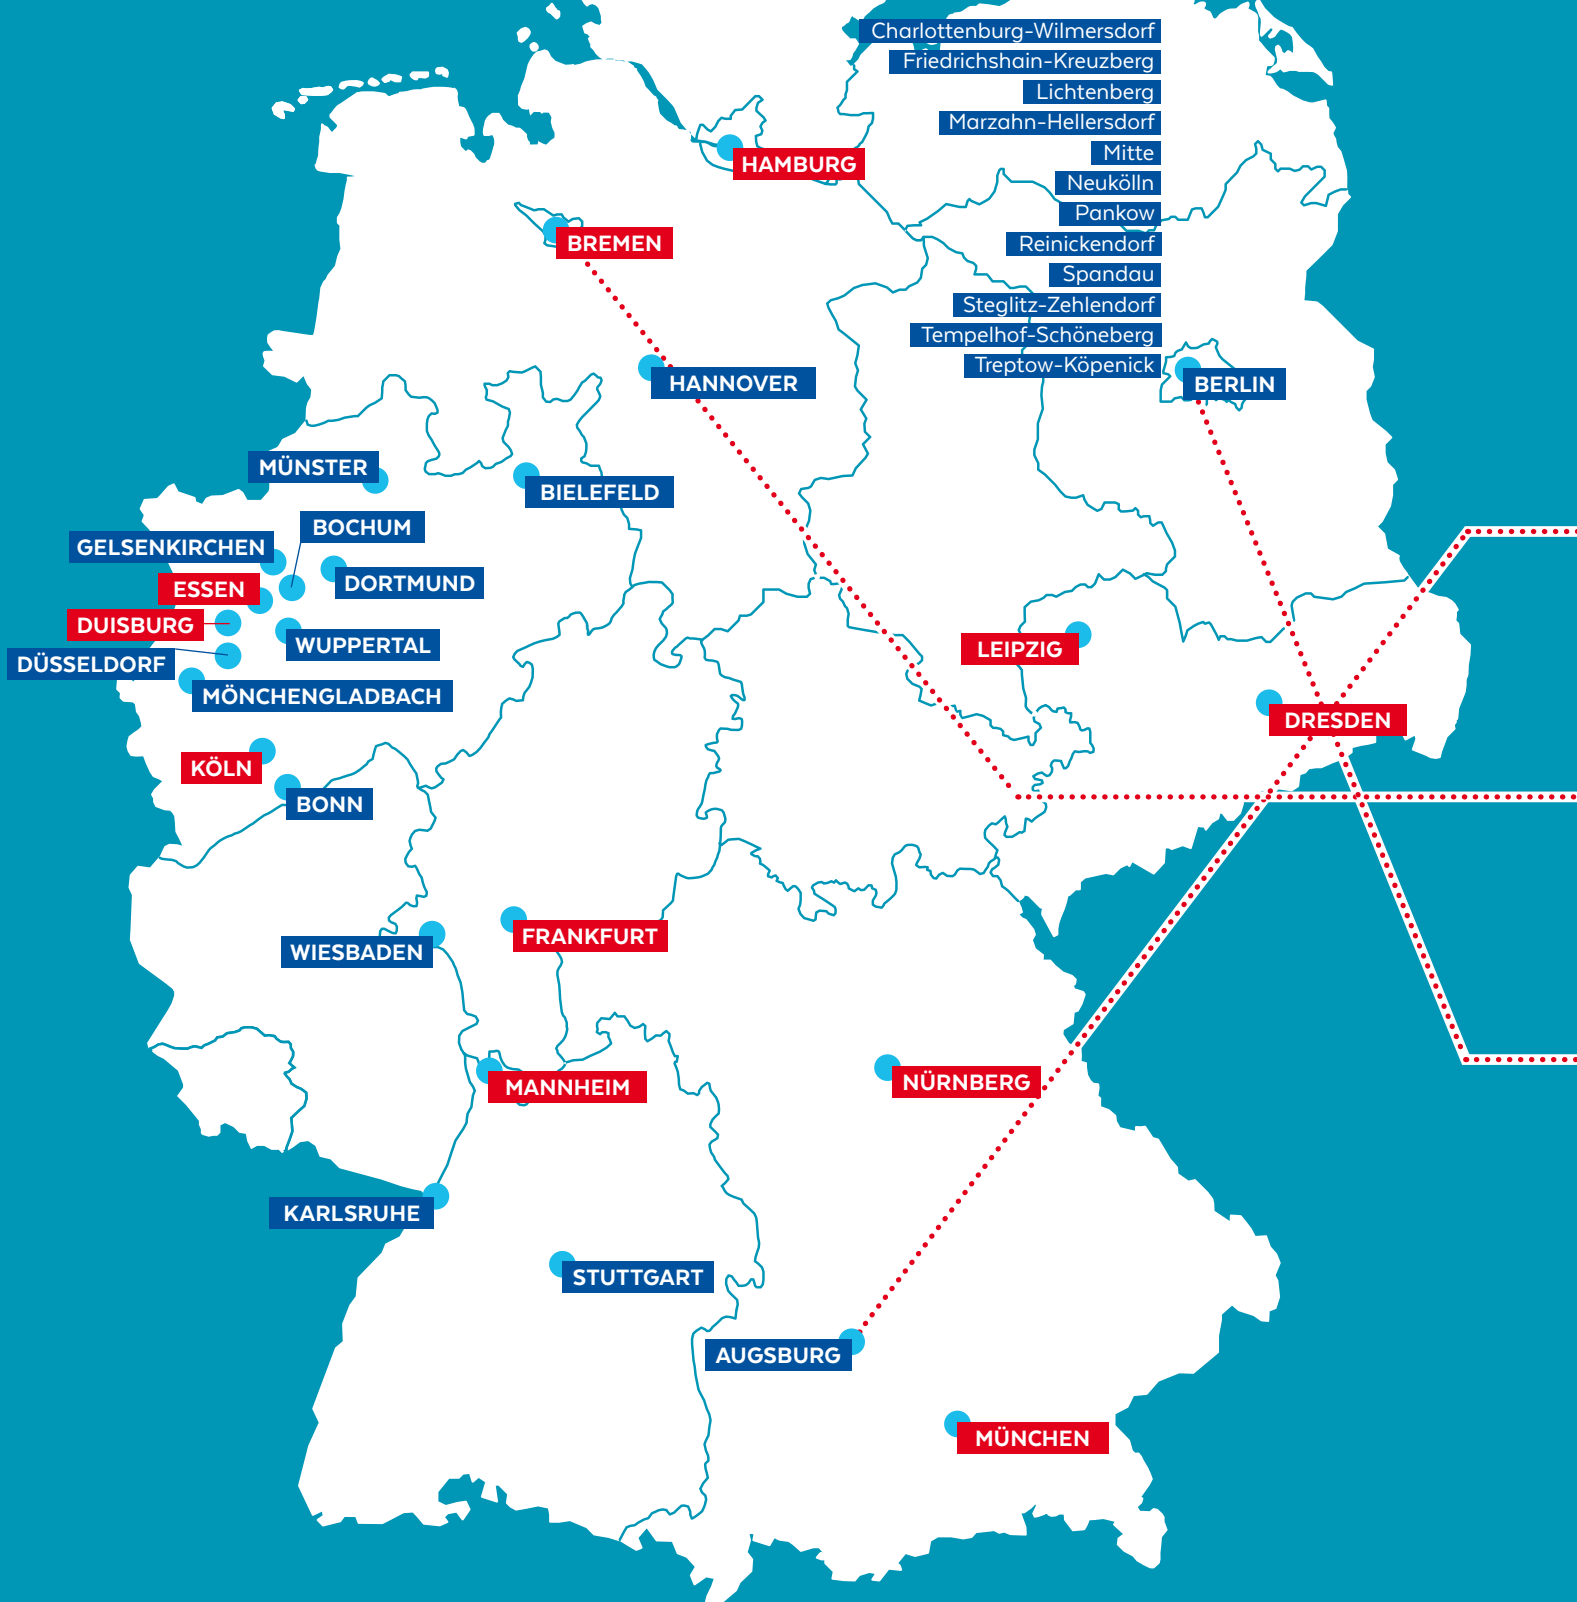 Charlottenburg-Wilmersdorf
Friedrichshain-Kreuzberg
Lichtenberg
Marzahn-Hellersdorf
Mitte
Neukölln
Pankow
Reinickendorf
Spandau
Steglitz-Zehlendorf
Tempelhof-Schöneberg
Treptow-Köpenick
BERLIN
HAMBURG
BREMEN
HANNOVER
MÜNSTER
BIELEFELD
BOCHUM
GELSENKIRCHEN
DORTMUND
ESSEN
DUISBURG
WUPPERTAL
DÜSSELDORF
MÖNCHENGLADBACH
LEIPZIG
DRESDEN
KÖLN
BONN
FRANKFURT
WIESBADEN
MANNHEIM
NÜRNBERG
KARLSRUHE
STUTTGART
AUGSBURG
MÜNCHEN